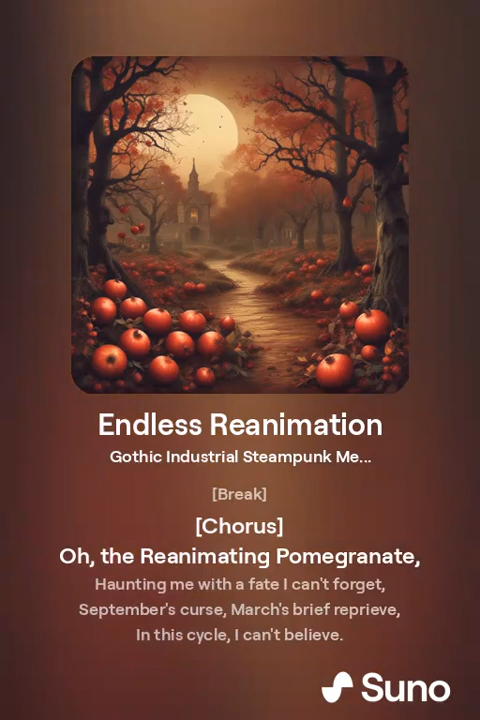 Endless Reanimation
Gothic Industrial Steampunk Me...
[Break]
[Chorus]
Oh, the Reanimating Pomegranate,
Haunting me with a fate I can't forget,
September's curse, March's brief reprieve,
In this cycle, I can't believe.
Suno